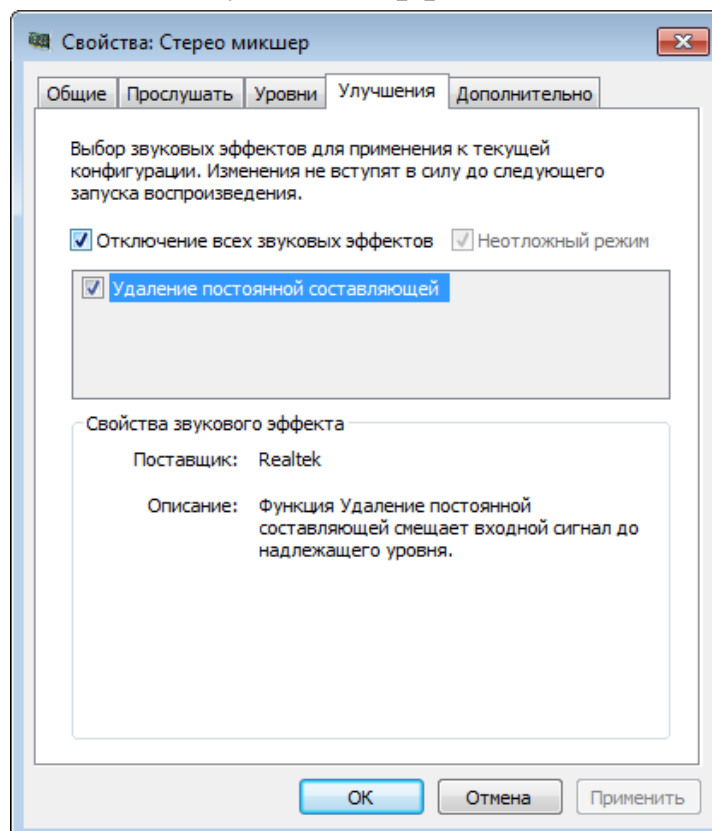 Свойства: Стерео микшер
Общие Прослушать Уровни Улучшения Дополнительно
Выбор звуковых эффектов для применения к текущей
конфигурации. Изменения не вступят в силу до следующего
запуска воспроизведения.
Отключение всех звуковых эффектов Неотложный режим
Удаление постоянной составляющей
Свойства звукового эффекта
Поставщик: Realtek
Описание: Функция Удаление постоянной
составляющей смещает входной сигнал до
надлежащего уровня.
ОК Отмена Применить